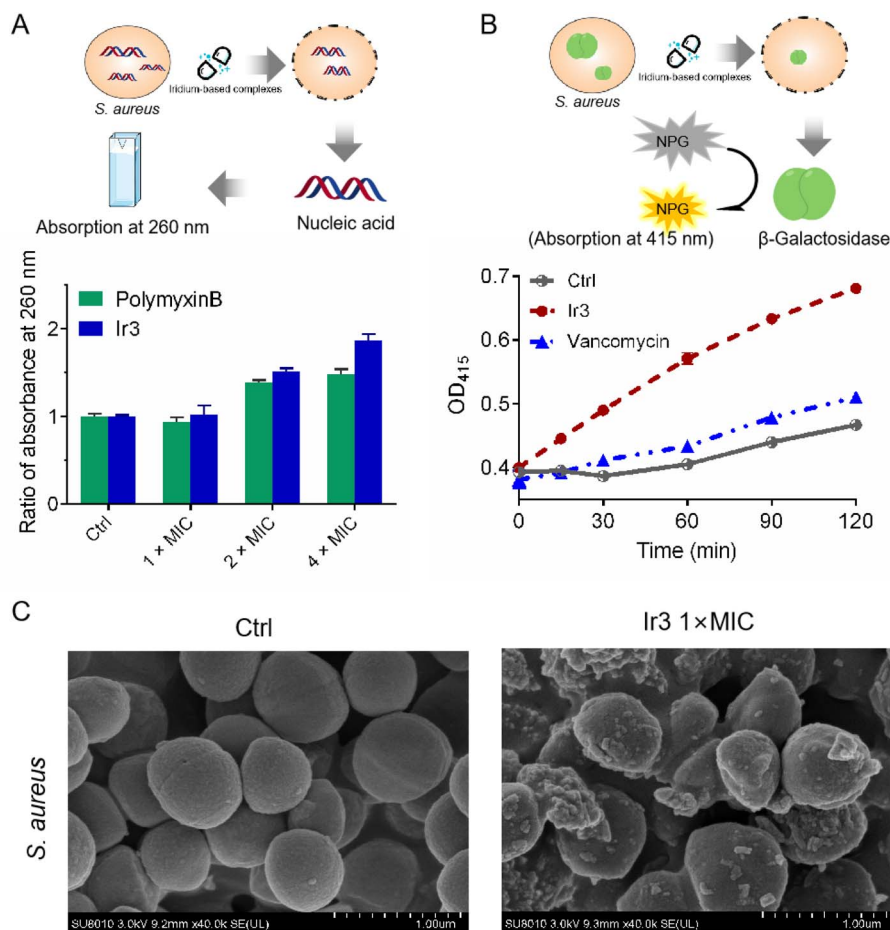 A
S. aureus
Iridium-based complexes
Absorption at 260 nm
Nucleic acid
Ratio of absorbance at 260 nm
PolymyxinB
Ir3
2
1
0
Ctrl
1 × MIC
2 × MIC
4 × MIC
B
S. aureus
Iridium-based complexes
NPG
NPG
(Absorption at 415 nm)
β-Galactosidase
OD415
Ctrl
Ir3
Vancomycin
0.7
0.6
0.5
0.4
0
30
60
90
120
Time (min)
C
Ctrl
Ir3 1×MIC
S. aureus
SU8010 3.0kV 9.2mm x40.0k SE(UL)
1.00um
SU8010 3.0kV 9.3mm x40.0k SE(UL)
1.00um